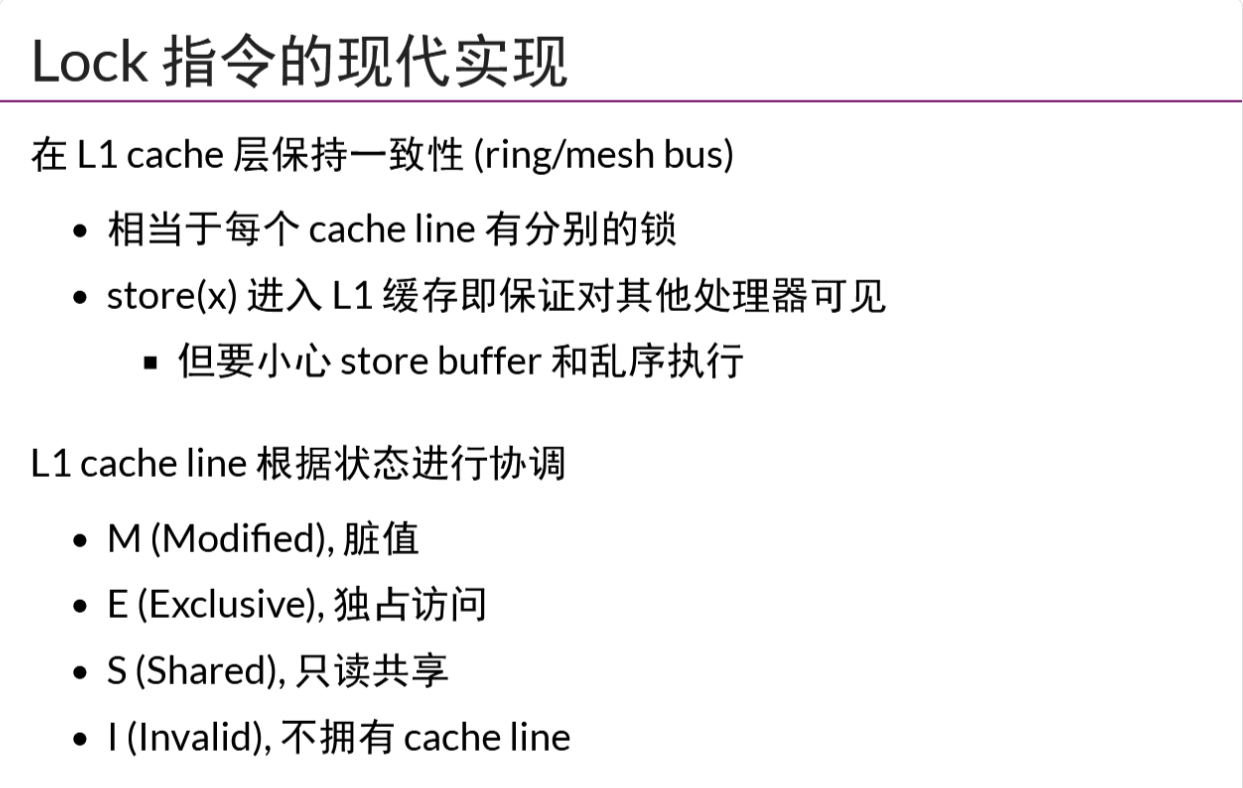 Lock 指令的现代实现
在 L1 cache 层保持一致性 (ring/mesh bus)
• 相当于每个 cache line 有分别的锁
• store(x) 进入 L1 缓存即保证对其他处理器可见
▪ 但要小心 store buffer 和乱序执行
L1 cache line 根据状态进行协调
• M (Modified), 脏值
• E (Exclusive), 独占访问
• S (Shared), 只读共享
• I (Invalid), 不拥有 cache line